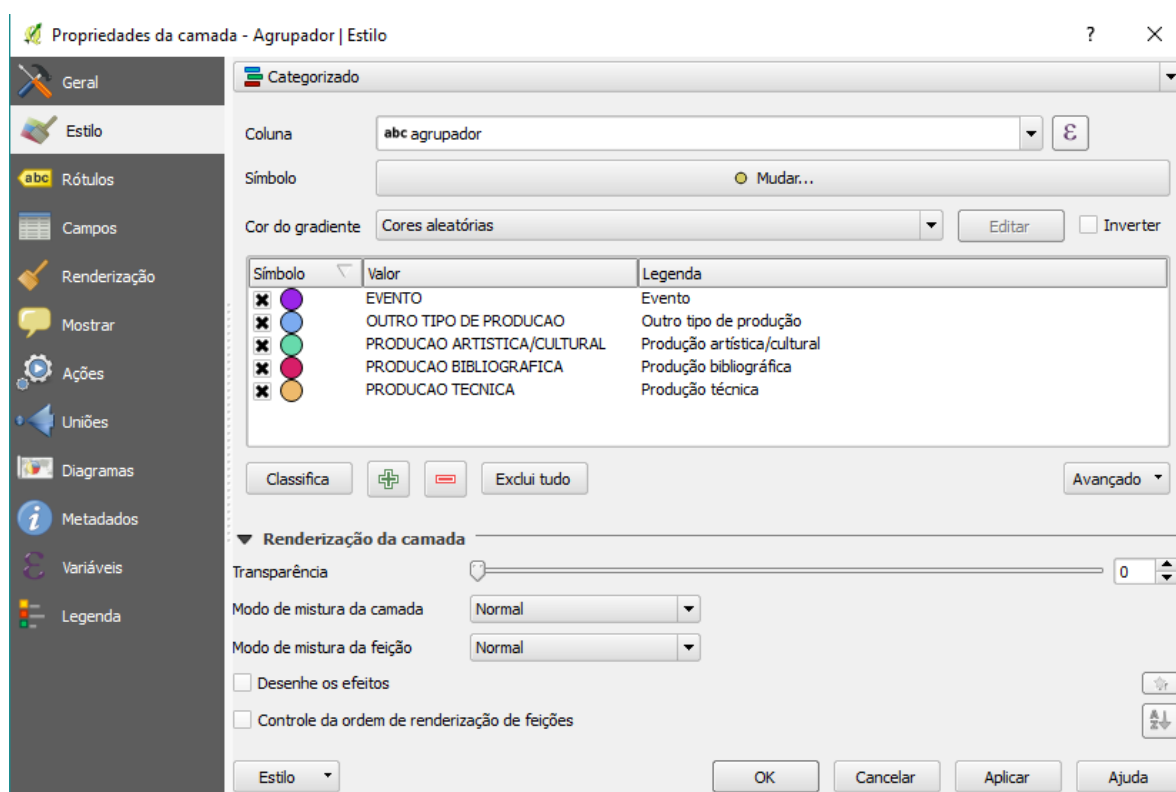 Propriedades da camada - Agrupador | Estilo ?
Geral
Estilo
abc Rótulos
Campos
Renderização
Mostrar
Ações
Uniões
Diagramas
Metadados
Variáveis
Legenda
Categorizado
Coluna abc agrupador ε
Símbolo Mudar...
Cor do gradiente Cores aleatórias Editar Inverter
Símbolo Valor Legenda
EVENTO Evento
OUTRO TIPO DE PRODUCAO Outro tipo de produção
PRODUCAO ARTISTICA/CULTURAL Produção artística/cultural
PRODUCAO BIBLIOGRAFICA Produção bibliográfica
PRODUCAO TECNICA Produção técnica
Classifica Exclui tudo Avançado
Renderização da camada
Transparência 0
Modo de mistura da camada Normal
Modo de mistura da feição Normal
Desenhe os efeitos
Controle da ordem de renderização de feições
Estilo OK Cancelar Aplicar Ajuda